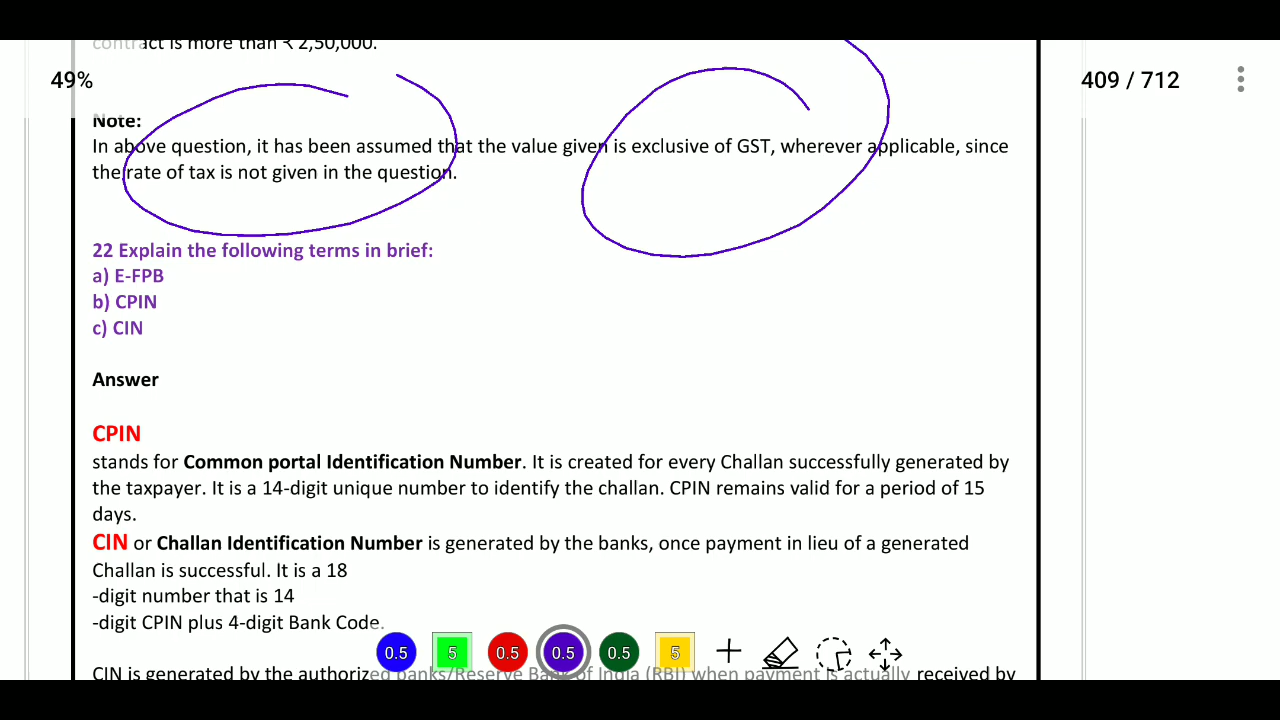 contract is more than ₹ 2,50,000.
49%
409 / 712
Note:
In above question, it has been assumed that the value given is exclusive of GST, wherever applicable, since
the rate of tax is not given in the question.
22 Explain the following terms in brief:
a) E-FPB
b) CPIN
c) CIN
Answer
CPIN
stands for Common portal Identification Number. It is created for every Challan successfully generated by
the taxpayer. It is a 14-digit unique number to identify the challan. CPIN remains valid for a period of 15
days.
CIN or Challan Identification Number is generated by the banks, once payment in lieu of a generated
Challan is successful. It is a 18
-digit number that is 14
-digit CPIN plus 4-digit Bank Code.
0.5 5 0.5 0.5 0.5 5
CIN is generated by the authorized banks/Reserve Bank of India (RBI) when payment is actually received by